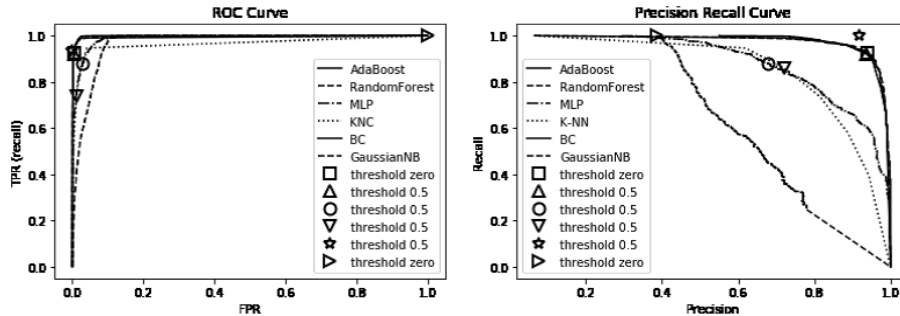 ROC Curve
1.0
0.8
0.6
0.4
0.2
0.0
TPR (recall)
AdaBoost
RandomForest
MLP
KNC
BC
GaussianNB
threshold zero
threshold 0.5
threshold 0.5
threshold 0.5
threshold 0.5
threshold zero
0.0 0.2 0.4 0.6 0.8 1.0
FPR
Precision Recall Curve
1.0
0.8
0.6
0.4
0.2
0.0
Recall
AdaBoost
RandomForest
MLP
K-NN
BC
GaussianNB
threshold zero
threshold 0.5
threshold 0.5
threshold 0.5
threshold 0.5
threshold zero
0.2 0.4 0.6 0.8 1.0
Precision